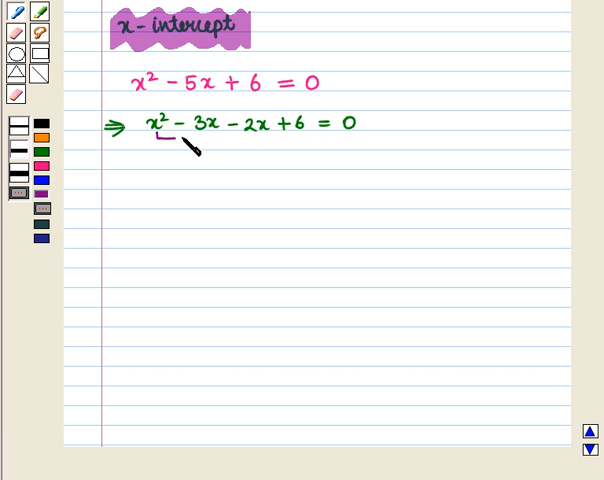 x - intercept
x² - 5x + 6 = 0
⇒ x² - 3x - 2x + 6 = 0